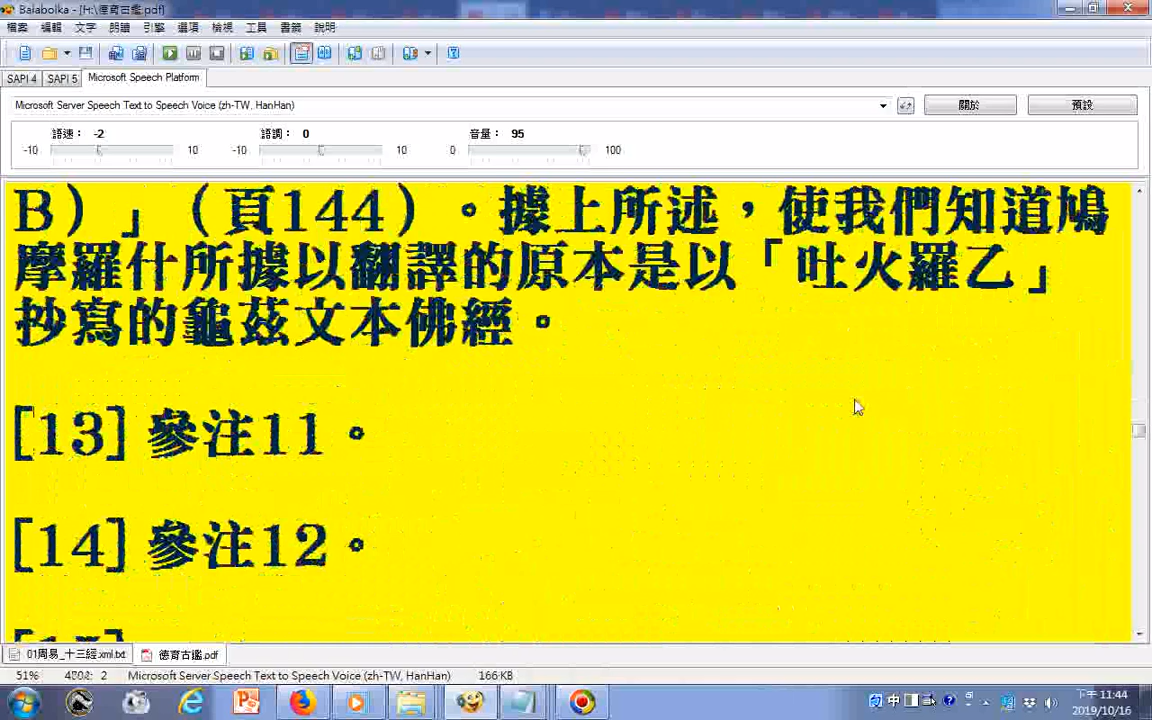 Balabolka - [H:\德育古鑑.pdf]
檔案 編輯 文字 朗讀 引擎 選項 檢視 工具 書籤 說明
SAPI 4 SAPI 5 Microsoft Speech Platform
Microsoft Server Speech Text to Speech Voice (zh-TW, HanHan) 關於 預設
語速： -2 語調： 0 音量： 95
-10 10 -10 10 0 100
B）」（頁144）。據上所述，使我們知道鳩
摩羅什所據以翻譯的原本是以「吐火羅乙」
抄寫的龜茲文本佛經。
[13] 參注11。
[14] 參注12。
01周易_十三經.xml.txt 德育古鑑.pdf
51% Microsoft Server Speech Text to Speech Voice (zh-TW, HanHan) 166 KB
中 下午 11:44
2019/10/16